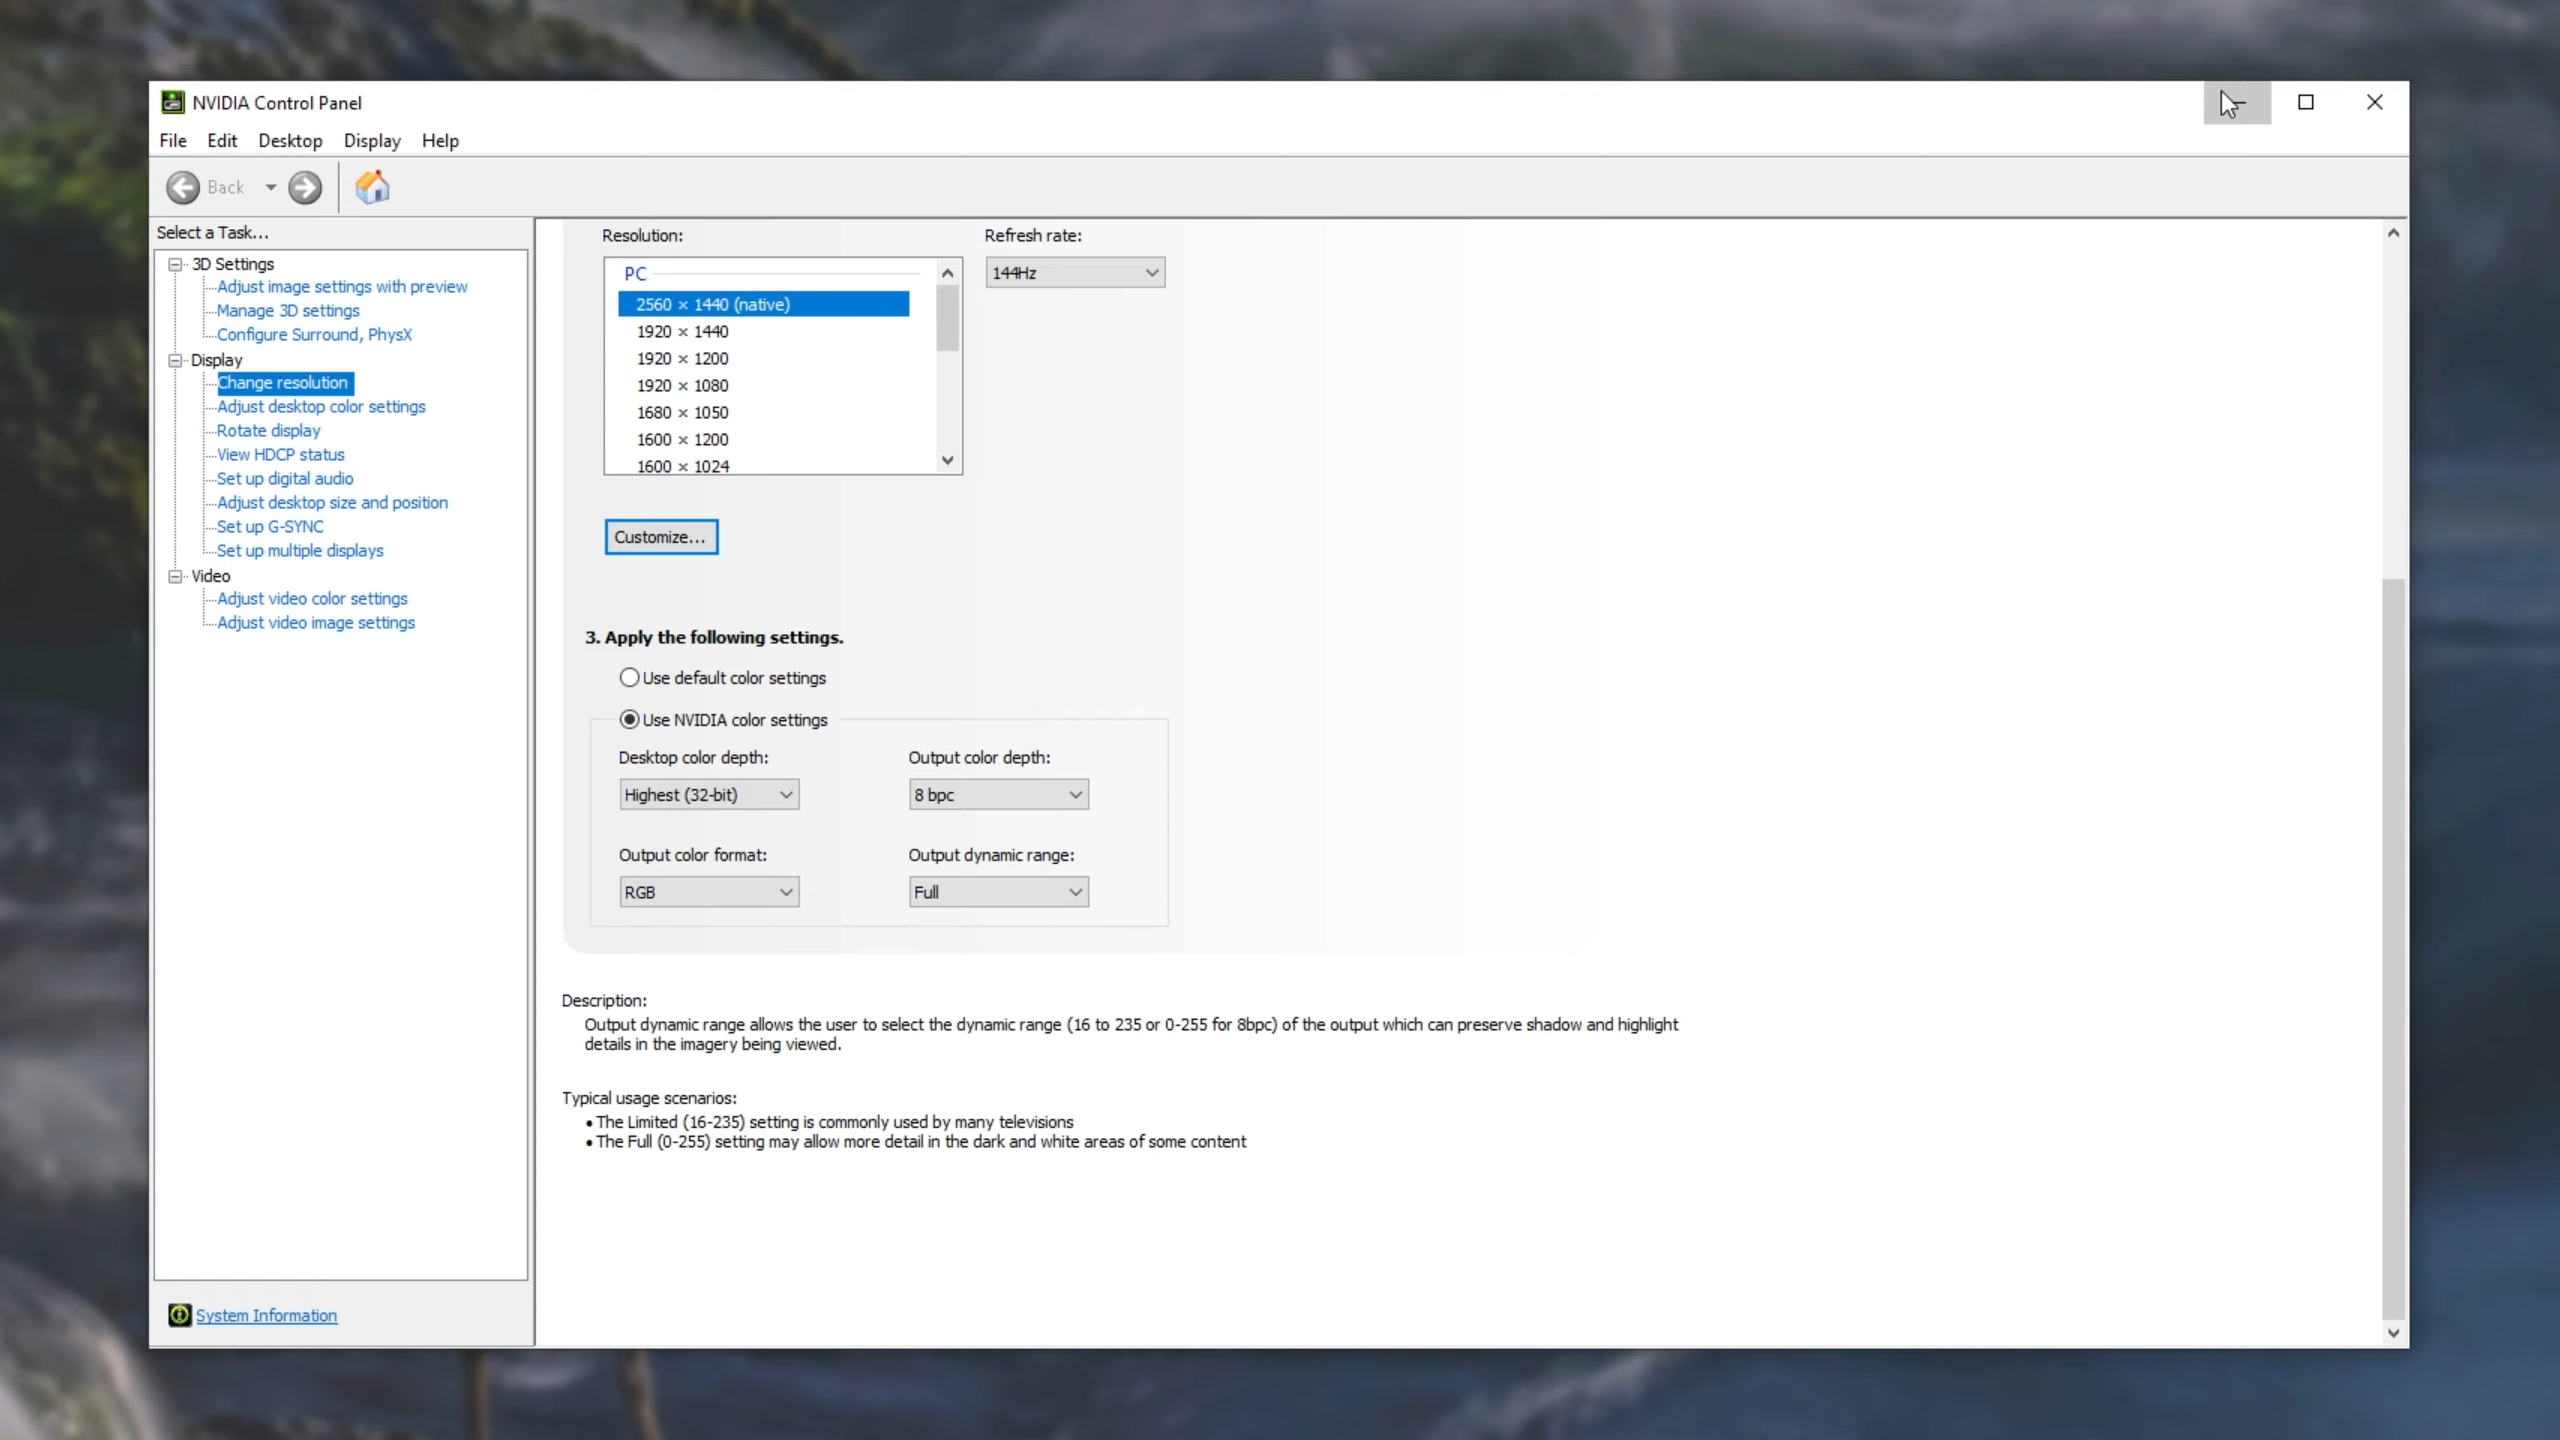 NVIDIA Control Panel
File Edit Desktop Display Help
Back
Select a Task...
3D Settings
Adjust image settings with preview
Manage 3D settings
Configure Surround, PhysX
Display
Change resolution
Adjust desktop color settings
Rotate display
View HDCP status
Set up digital audio
Adjust desktop size and position
Set up G-SYNC
Set up multiple displays
Video
Adjust video color settings
Adjust video image settings
System Information
Resolution:
PC
2560 × 1440 (native)
1920 × 1440
1920 × 1200
1920 × 1080
1680 × 1050
1600 × 1200
1600 × 1024
Refresh rate:
144Hz
Customize...
3. Apply the following settings.
Use default color settings
Use NVIDIA color settings
Desktop color depth:
Highest (32-bit)
Output color depth:
8 bpc
Output color format:
RGB
Output dynamic range:
Full
Description:
Output dynamic range allows the user to select the dynamic range (16 to 235 or 0-255 for 8bpc) of the output which can preserve shadow and highlight
details in the imagery being viewed.
Typical usage scenarios:
• The Limited (16-235) setting is commonly used by many televisions
• The Full (0-255) setting may allow more detail in the dark and white areas of some content